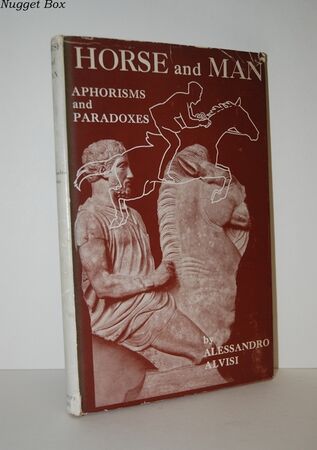 Nugget Box
HORSE and MAN
APHORISMS
and
PARADOXES
by
ALESSANDRO
ALVISI